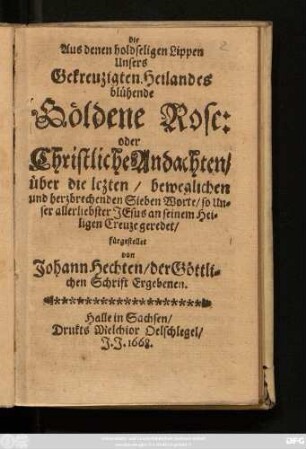 Die
Aus denen holdseligen Lippen
Unsers
Gekreuzigten Heilandes
blühende
Göldene Rose:
oder
Christliche Andachten/
über die lezten / beweglichen
und herzbrechenden Sieben Worte/ so Un-
ser allerliebster JEsus an seinem Hei-
ligen Creuze geredet/
fürgestellet
von
Johann Hechten/ der Göttli-
chen Schrift Ergebenen.
Halle in Sachsen/
Drukts Melchior Oelschlegel/
J.J. 1668.